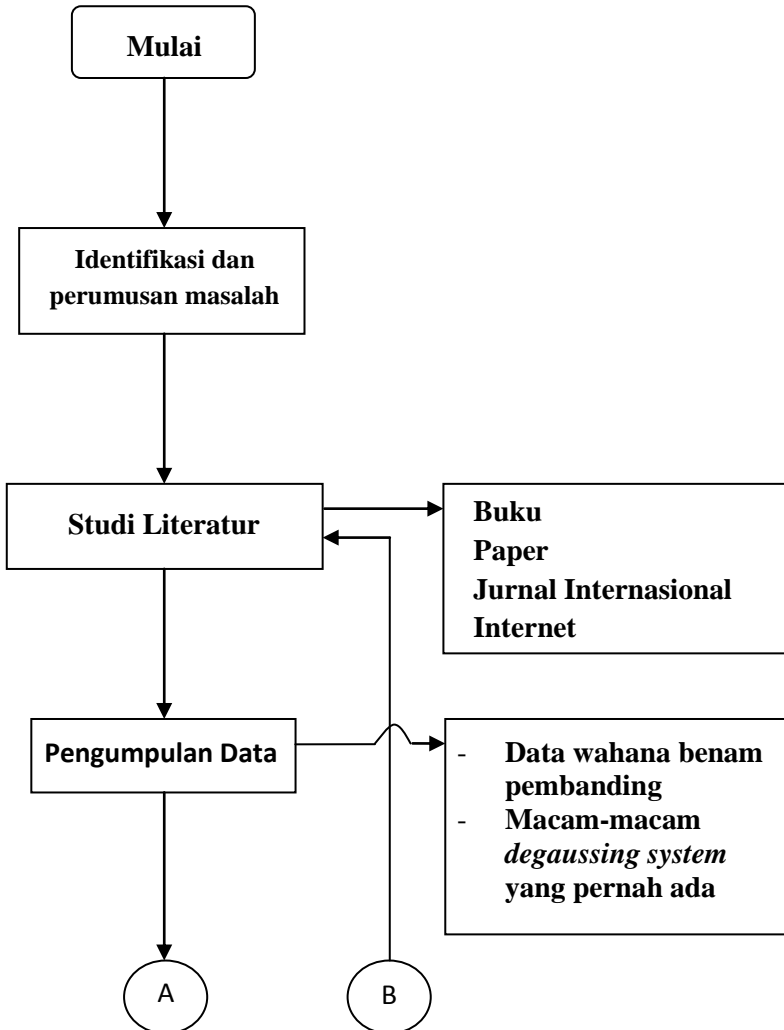 Mulai
Identifikasi dan
perumusan masalah
Studi Literatur
Buku
Paper
Jurnal Internasional
Internet
Pengumpulan Data
- Data wahana benam
pembanding
- Macam-macam
degaussing system
yang pernah ada
A
B